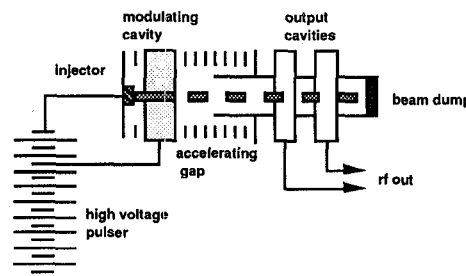 modulating
cavity
output
cavities
injector
beam dump
accelerating
gap
rf out
high voltage
pulser